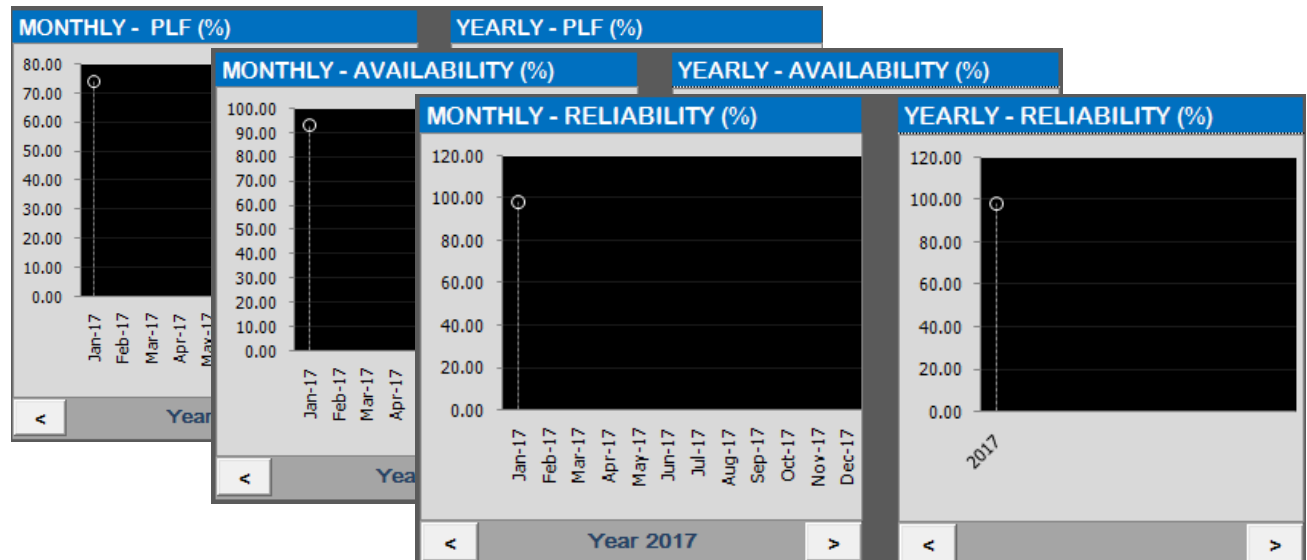 MONTHLY - PLF (%)
YEARLY - PLF (%)
80.00
70.00
60.00
50.00
40.00
30.00
20.00
10.00
0.00
Jan-17
Feb-17
Mar-17
Apr-17
May-17
<
Year
MONTHLY - AVAILABILITY (%)
YEARLY - AVAILABILITY (%)
100.00
90.00
80.00
70.00
60.00
50.00
40.00
30.00
20.00
10.00
0.00
Jan-17
Feb-17
Mar-17
Apr-17
<
Yea
MONTHLY - RELIABILITY (%)
120.00
100.00
80.00
60.00
40.00
20.00
0.00
Jan-17
Feb-17
Mar-17
Apr-17
May-17
Jun-17
Jul-17
Aug-17
Sep-17
Oct-17
Nov-17
Dec-17
<
Year 2017
>
YEARLY - RELIABILITY (%)
120.00
100.00
80.00
60.00
40.00
20.00
0.00
2017
<
>